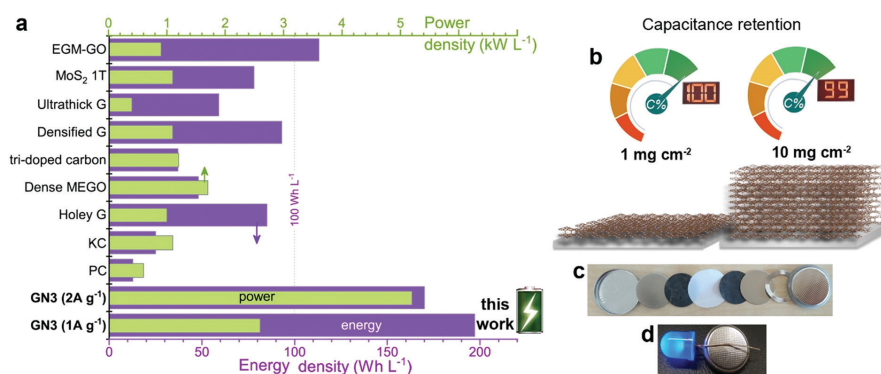 a
0 1 2 3 4 5 Power
density (kW L⁻¹)
EGM-GO
MoS₂ 1T
Ultrathick G
Densified G
tri-doped carbon
Dense MEGO
Holey G
KC
PC
GN3 (2A g⁻¹)
GN3 (1A g⁻¹)
100 Wh L⁻¹
power
energy
this
work
0 50 100 150 200
Energy density (Wh L⁻¹)
Capacitance retention
b
C%
100
1 mg cm⁻²
C%
99
10 mg cm⁻²
c
d